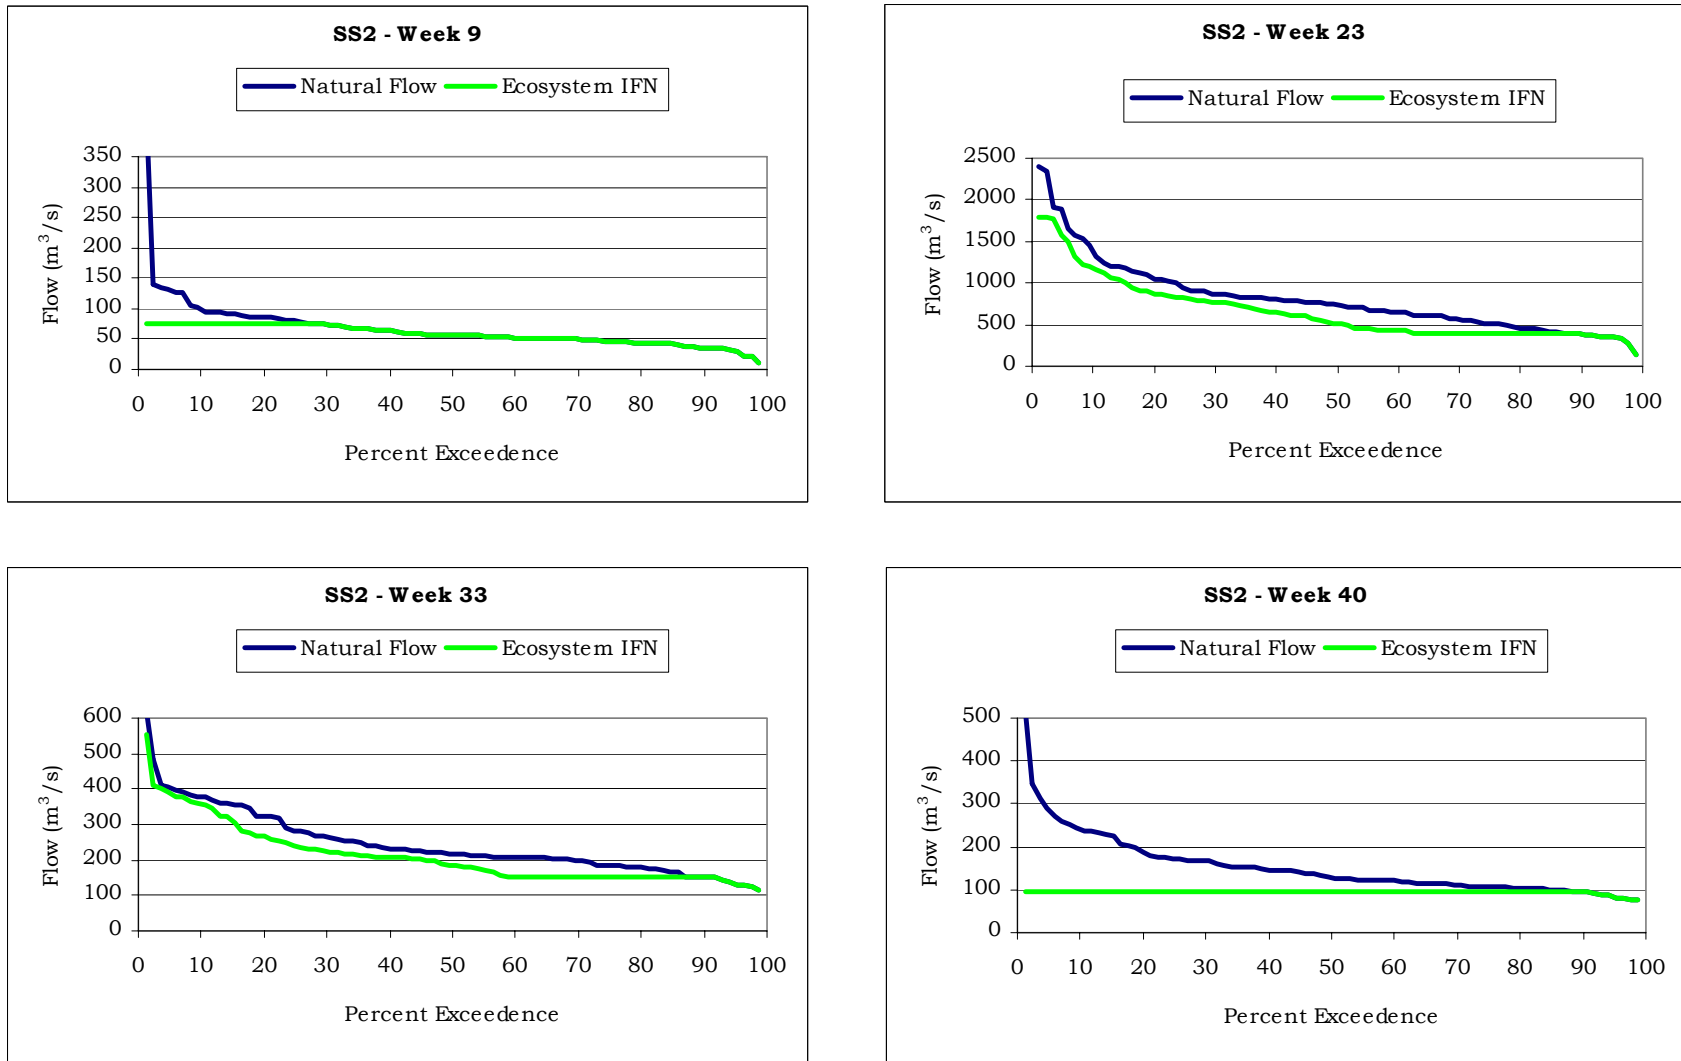 SS2 - Week 9
Natural Flow Ecosystem IFN
Flow (m³/s)
350
300
250
200
150
100
50
0
0 10 20 30 40 50 60 70 80 90 100
Percent Exceedence
SS2 - Week 23
Natural Flow Ecosystem IFN
Flow (m³/s)
2500
2000
1500
1000
500
0
0 10 20 30 40 50 60 70 80 90 100
Percent Exceedence
SS2 - Week 33
Natural Flow Ecosystem IFN
Flow (m³/s)
600
500
400
300
200
100
0
0 10 20 30 40 50 60 70 80 90 100
Percent Exceedence
SS2 - Week 40
Natural Flow Ecosystem IFN
Flow (m³/s)
500
400
300
200
100
0
0 10 20 30 40 50 60 70 80 90 100
Percent Exceedence